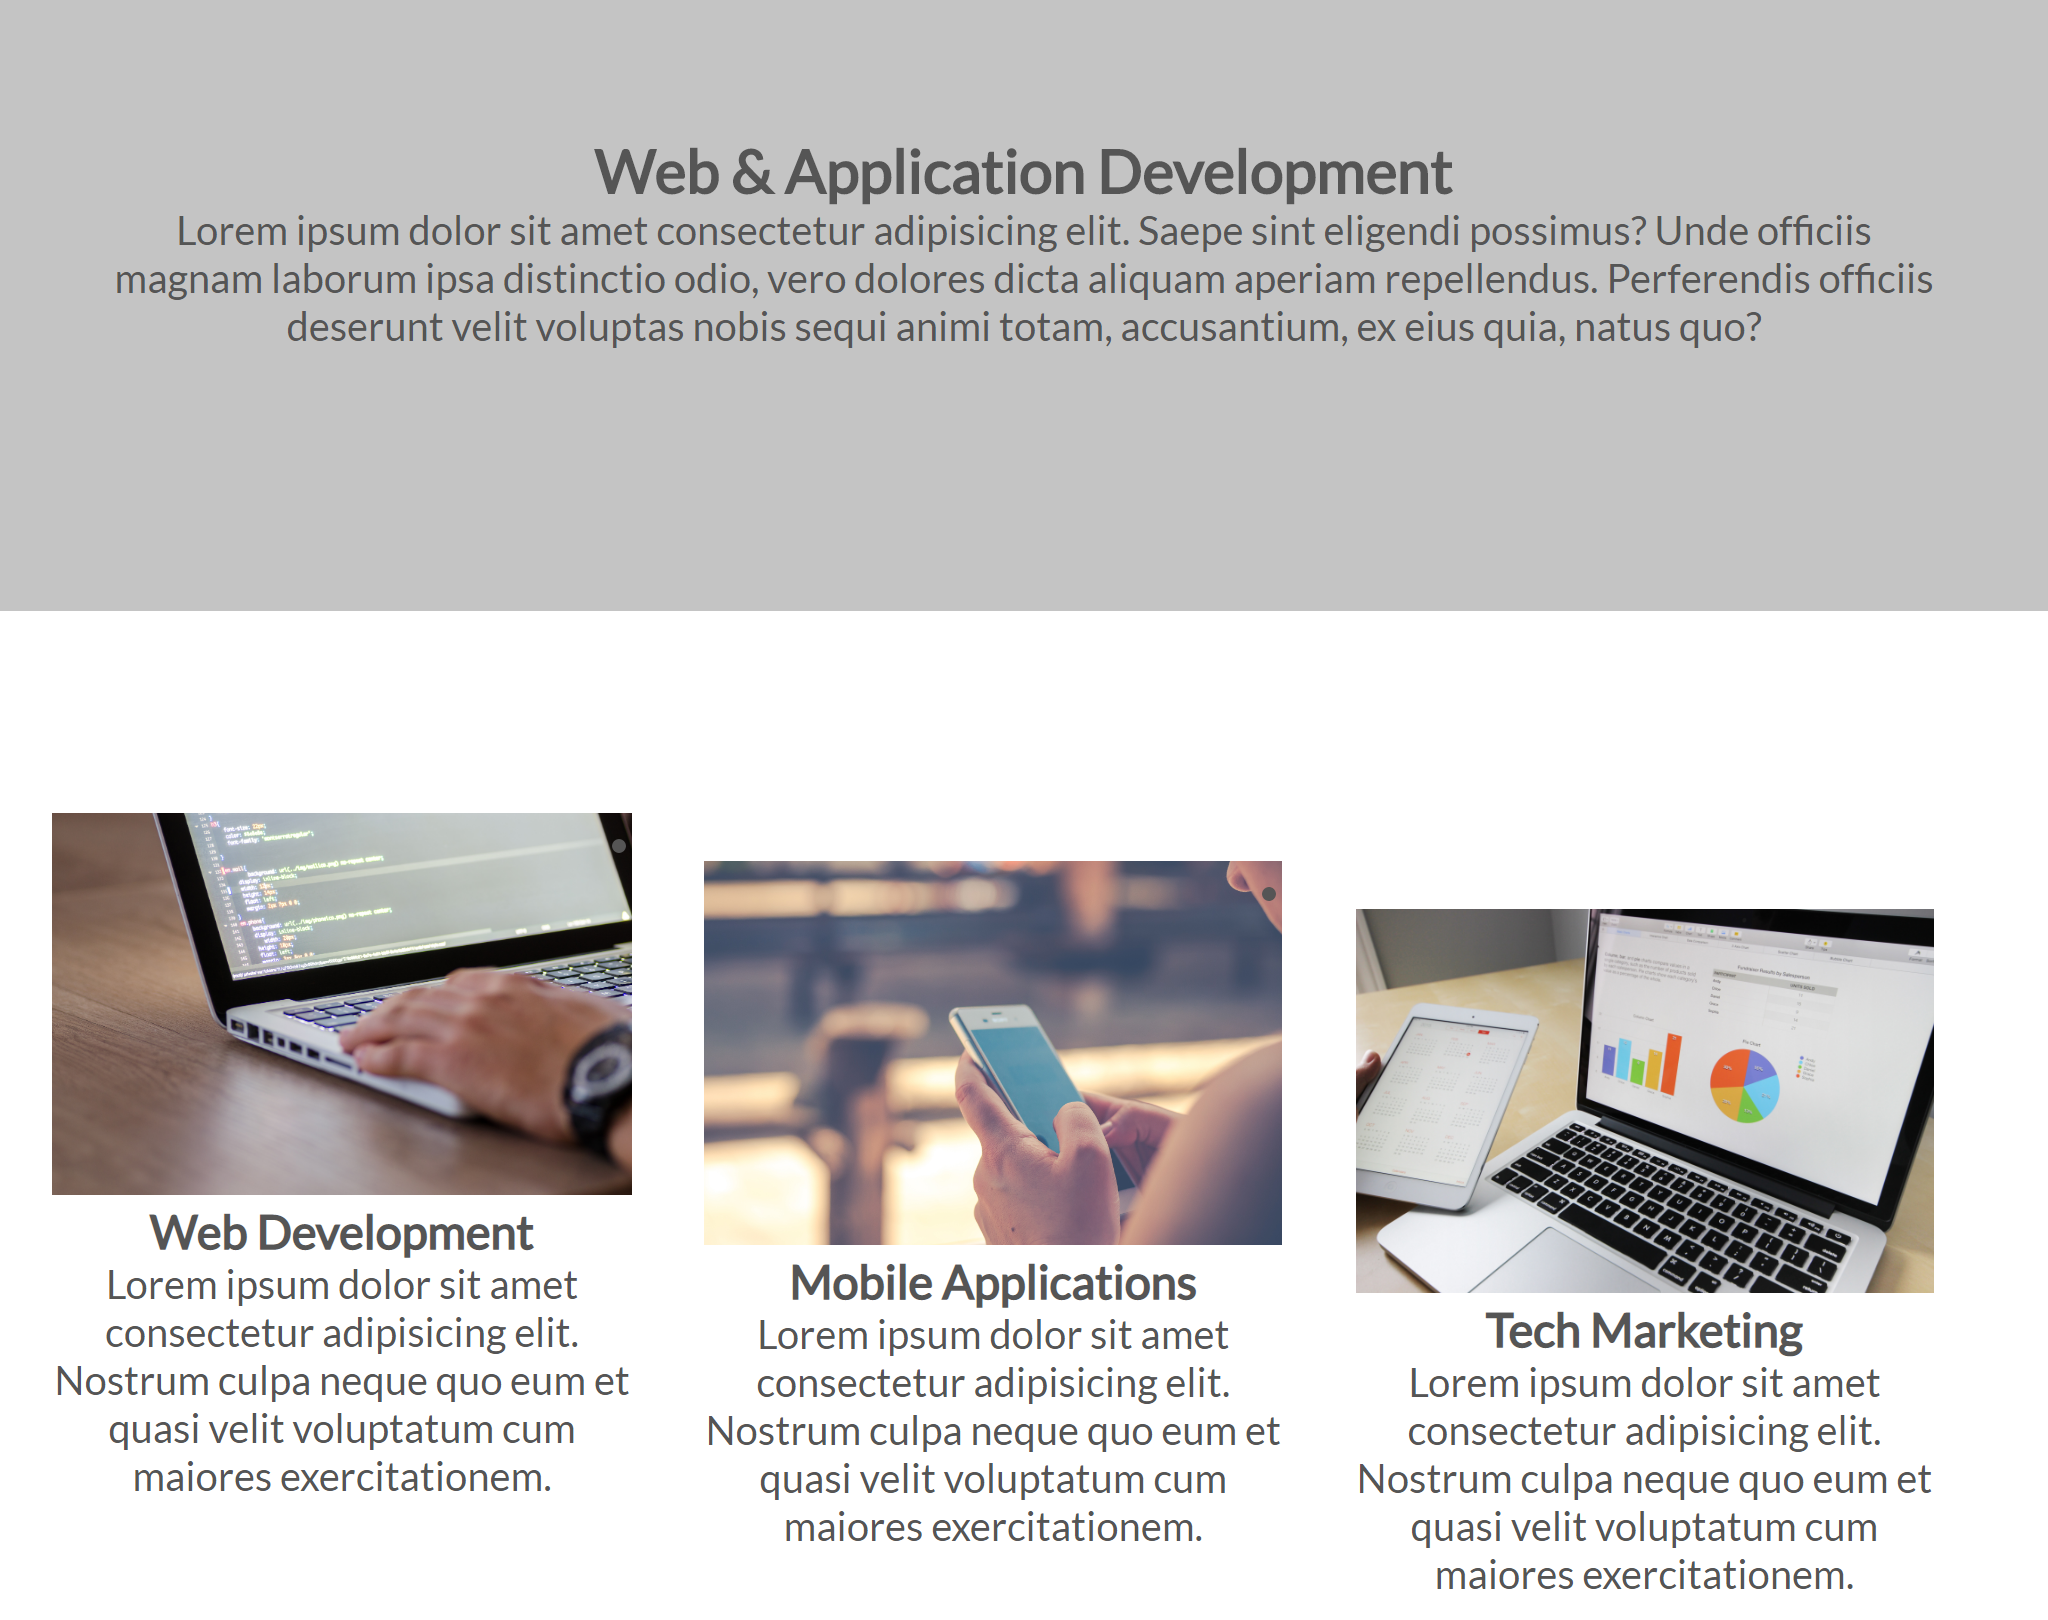 Web & Application Development
Lorem ipsum dolor sit amet consectetur adipisicing elit. Saepe sint eligendi possimus? Unde officiis
magnam laborum ipsa distinctio odio, vero dolores dicta aliquam aperiam repellendus. Perferendis officiis
deserunt velit voluptas nobis sequi animi totam, accusantium, ex eius quia, natus quo?
Web Development
Lorem ipsum dolor sit amet
consectetur adipisicing elit.
Nostrum culpa neque quo eum et
quasi velit voluptatum cum
maiores exercitationem.
Mobile Applications
Lorem ipsum dolor sit amet
consectetur adipisicing elit.
Nostrum culpa neque quo eum et
quasi velit voluptatum cum
maiores exercitationem.
Tech Marketing
Lorem ipsum dolor sit amet
consectetur adipisicing elit.
Nostrum culpa neque quo eum et
quasi velit voluptatum cum
maiores exercitationem.